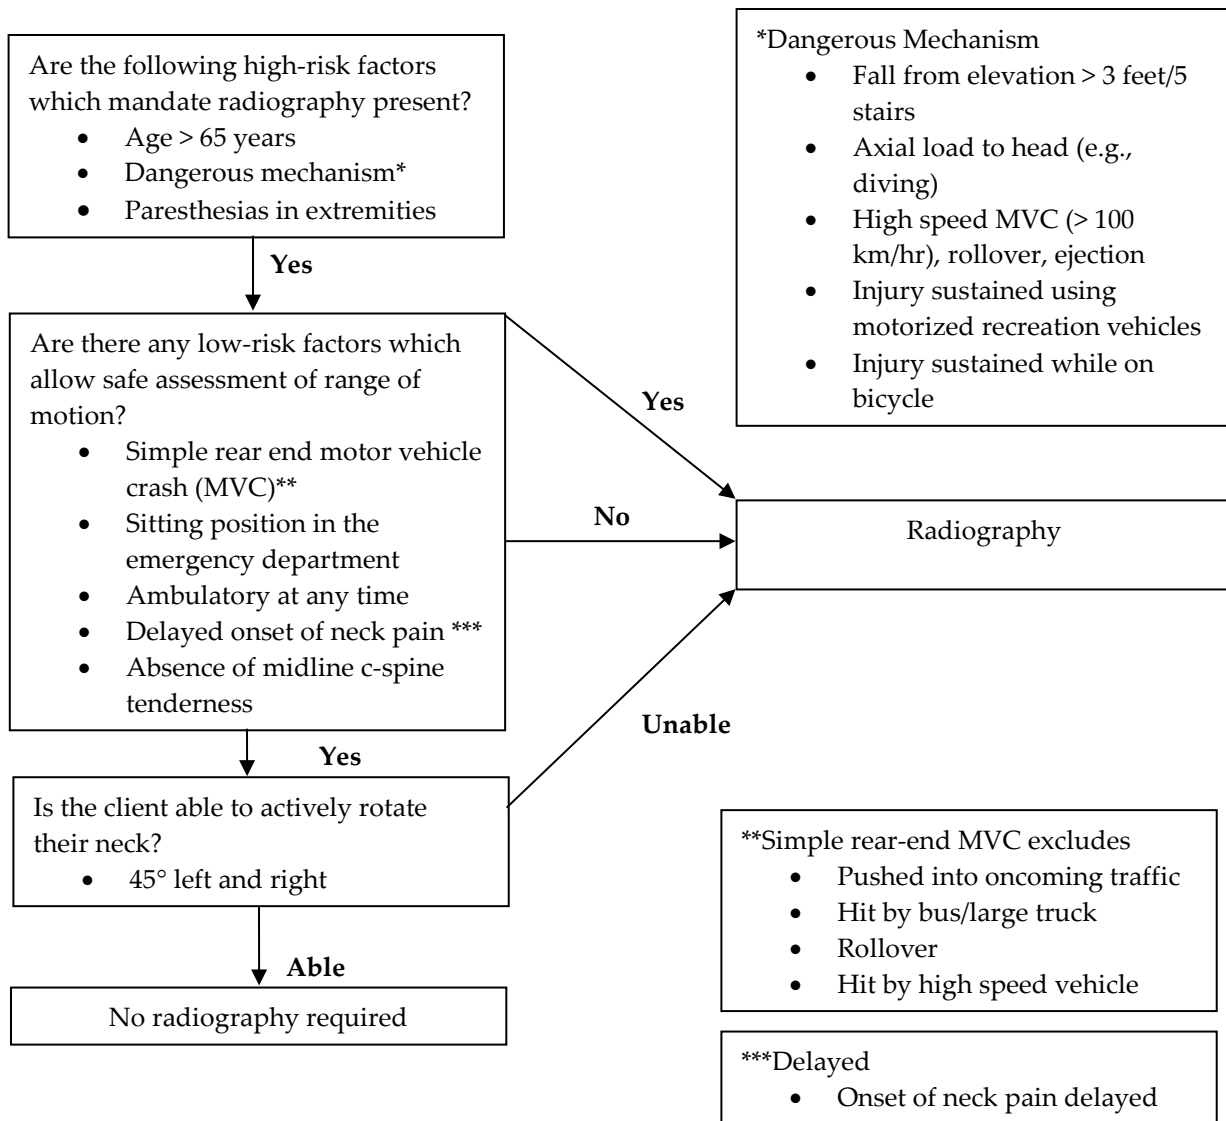 Are the following high-risk factors
which mandate radiography present?
• Age > 65 years
• Dangerous mechanism*
• Paresthesias in extremities
Yes
Are there any low-risk factors which
allow safe assessment of range of
motion?
• Simple rear end motor vehicle
crash (MVC)**
• Sitting position in the
emergency department
• Ambulatory at any time
• Delayed onset of neck pain ***
• Absence of midline c-spine
tenderness
Yes
Is the client able to actively rotate
their neck?
• 45° left and right
Able
No radiography required
*Dangerous Mechanism
• Fall from elevation > 3 feet/5
stairs
• Axial load to head (e.g.,
diving)
• High speed MVC (> 100
km/hr), rollover, ejection
• Injury sustained using
motorized recreation vehicles
• Injury sustained while on
bicycle
Yes
No
Radiography
Unable
**Simple rear-end MVC excludes
• Pushed into oncoming traffic
• Hit by bus/large truck
• Rollover
• Hit by high speed vehicle
***Delayed
• Onset of neck pain delayed